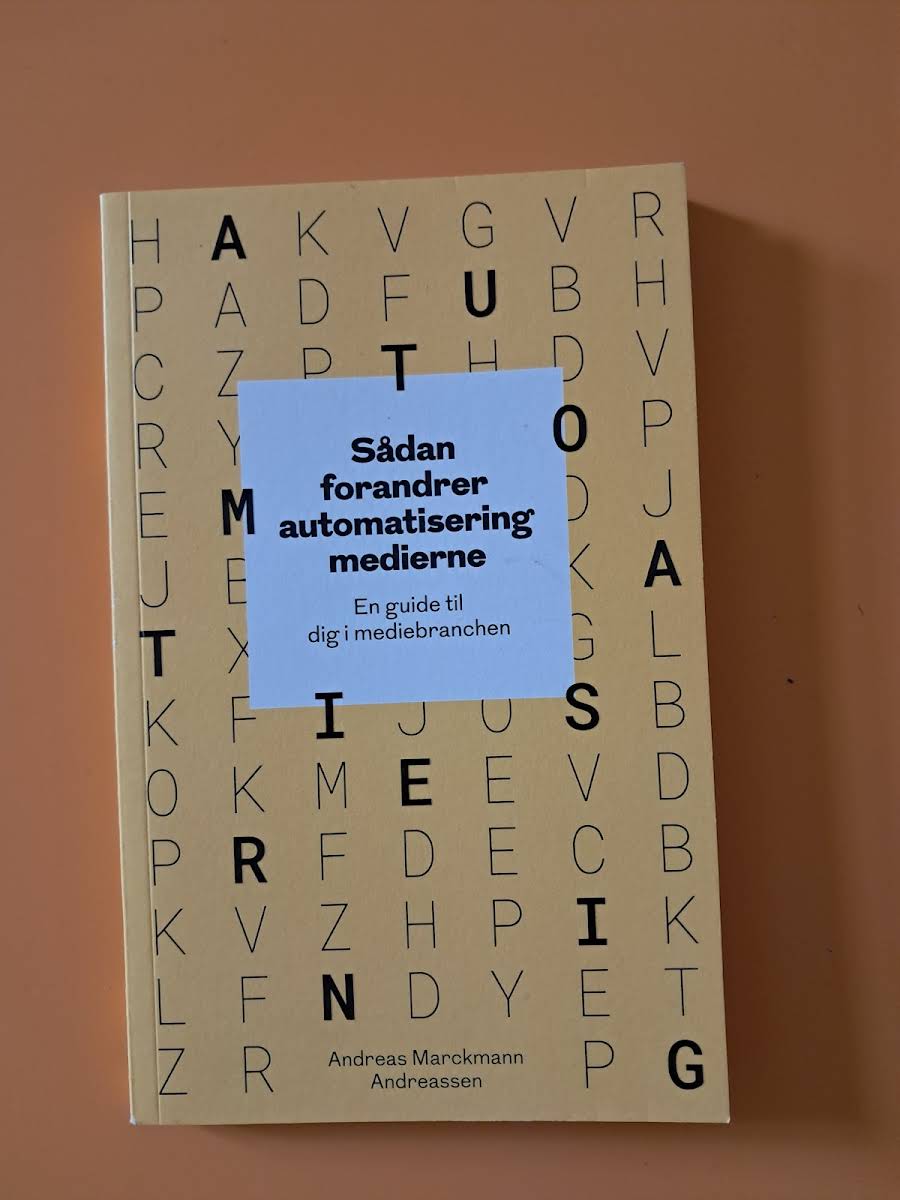 H A K V G V R
P A D F U B H
C Z P T H D V
R Y O P
E M D J
J E K A
T X G L
K F I J U S B
O K M E E V D
P R F D E C B
K V Z H P I K
L F N D Y E T
Z R P G
Sådan
forandrer
automatisering
medierne
En guide til
dig i mediebranchen
Andreas Marckmann
Andreassen